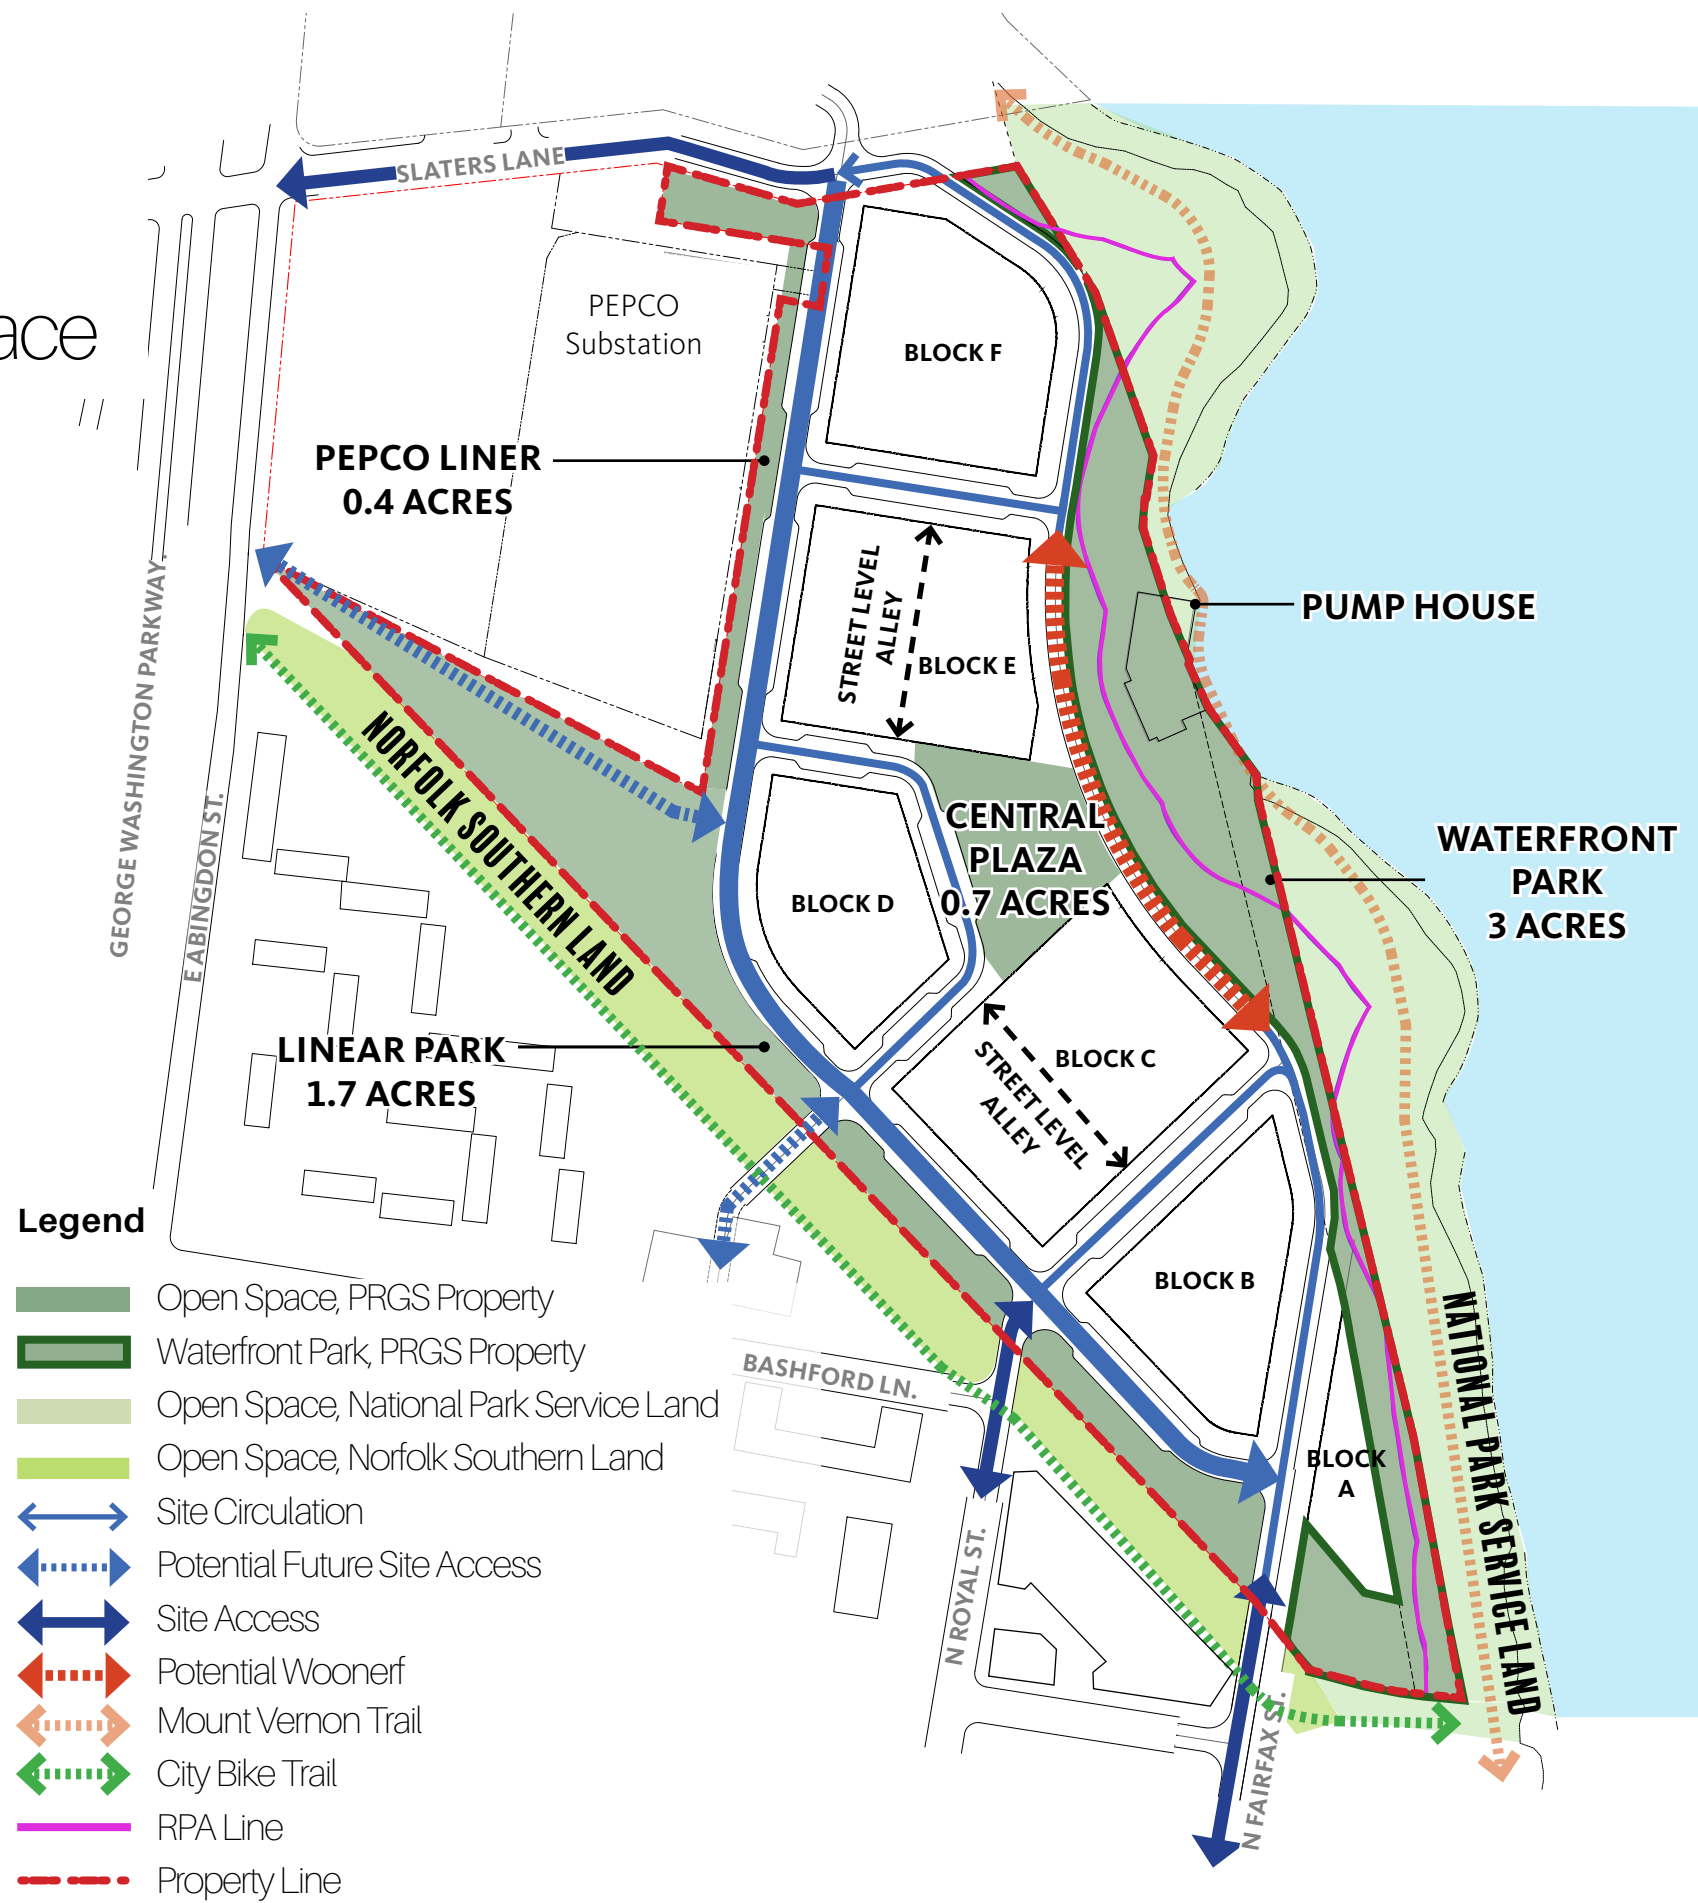 SLATERS LANE
PEPCO
Substation
ace
BLOCK F
PEPCO LINER
0.4 ACRES
STREET LEVEL
ALLEY
BLOCK E
PUMP HOUSE
GEORGE WASHINGTON PARKWAY.
E ABINGDON ST.
NORFOLK SOUTHERN LAND
CENTRAL
PLAZA
0.7 ACRES
WATERFRONT
PARK
3 ACRES
BLOCK D
LINEAR PARK
1.7 ACRES
STREET LEVEL
ALLEY
BLOCK C
BLOCK B
BASHFORD LN.
BLOCK
A
NATIONAL PARK SERVICE LAND
N ROYAL ST.
N FAIRFAX ST.
Legend
Open Space, PRGS Property
Waterfront Park, PRGS Property
Open Space, National Park Service Land
Open Space, Norfolk Southern Land
Site Circulation
Potential Future Site Access
Site Access
Potential Woonerf
Mount Vernon Trail
City Bike Trail
RPA Line
Property Line